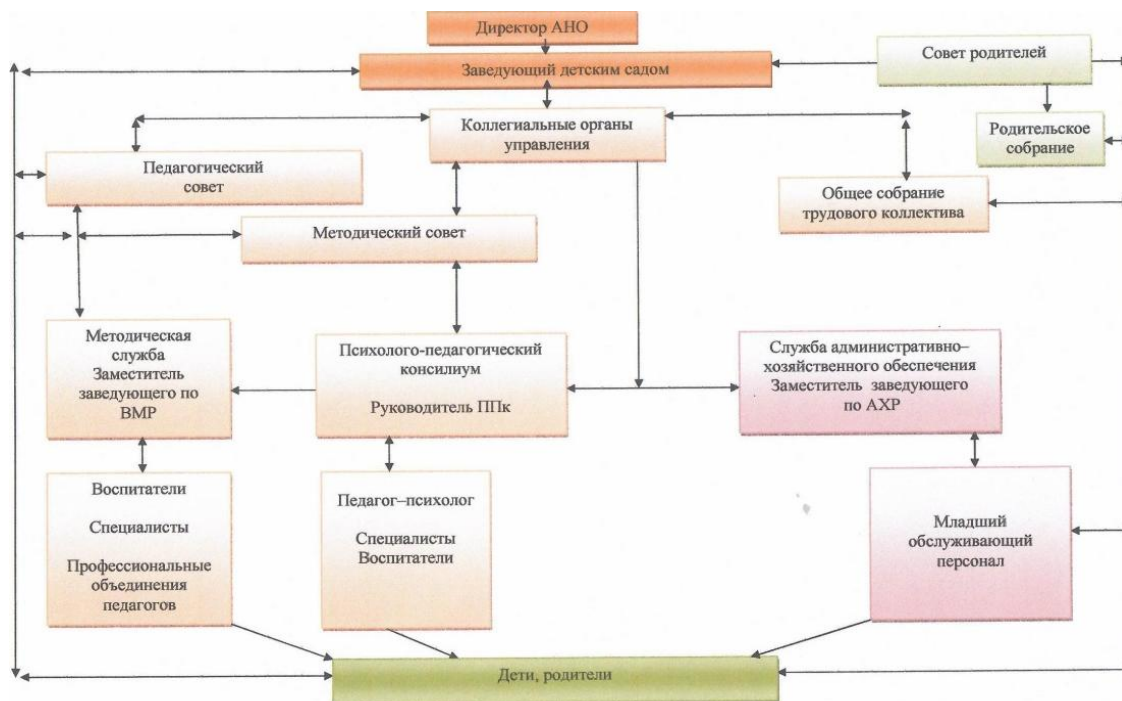 Директор АНО
Заведующий детским садом
Совет родителей
Коллегиальные органы
управления
Родительское
собрание
Педагогический
совет
Общее собрание
трудового коллектива
Методический совет
Методическая
служба
Заместитель
заведующего по
ВМР
Психолого-педагогический
консилиум
Руководитель ППк
Служба административно–
хозяйственного обеспечения
Заместитель заведующего
по АХР
Воспитатели
Специалисты
Профессиональные
объединения
педагогов
Педагог–психолог
Специалисты
Воспитатели
Младший
обслуживающий
персонал
Дети, родители